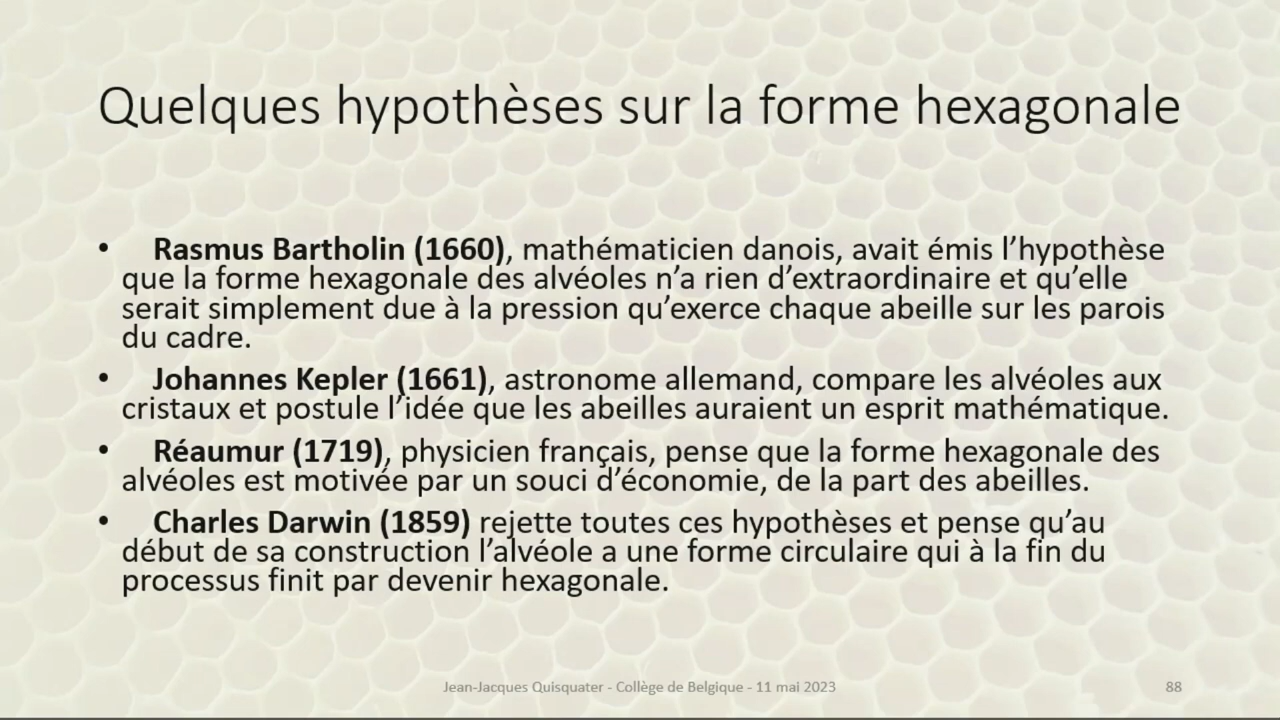 Quelques hypothèses sur la forme hexagonale
• Rasmus Bartholin (1660), mathématicien danois, avait émis l’hypothèse
que la forme hexagonale des alvéoles n’a rien d’extraordinaire et qu’elle
serait simplement due à la pression qu’exerce chaque abeille sur les parois
du cadre.
• Johannes Kepler (1661), astronome allemand, compare les alvéoles aux
cristaux et postule l’idée que les abeilles auraient un esprit mathématique.
• Réaumur (1719), physicien français, pense que la forme hexagonale des
alvéoles est motivée par un souci d’économie, de la part des abeilles.
• Charles Darwin (1859) rejette toutes ces hypothèses et pense qu’au
début de sa construction l’alvéole a une forme circulaire qui à la fin du
processus finit par devenir hexagonale.
Jean-Jacques Quisquater - Collège de Belgique - 11 mai 2023
88